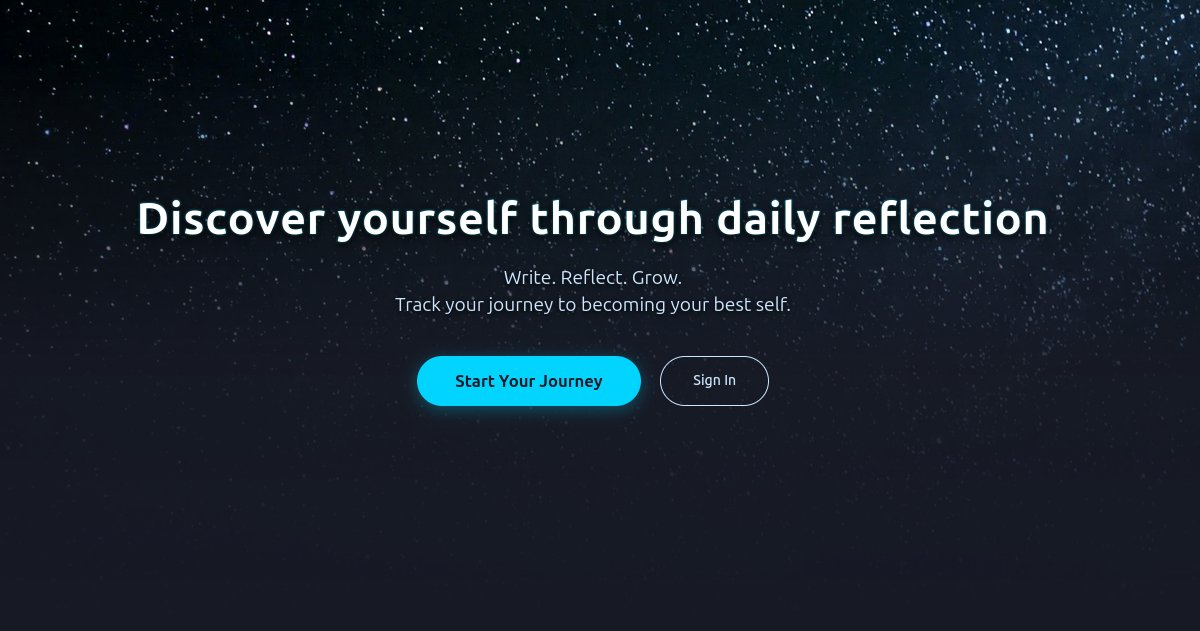 Discover yourself through daily reflection
Write. Reflect. Grow.
Track your journey to becoming your best self.
Start Your Journey
Sign In